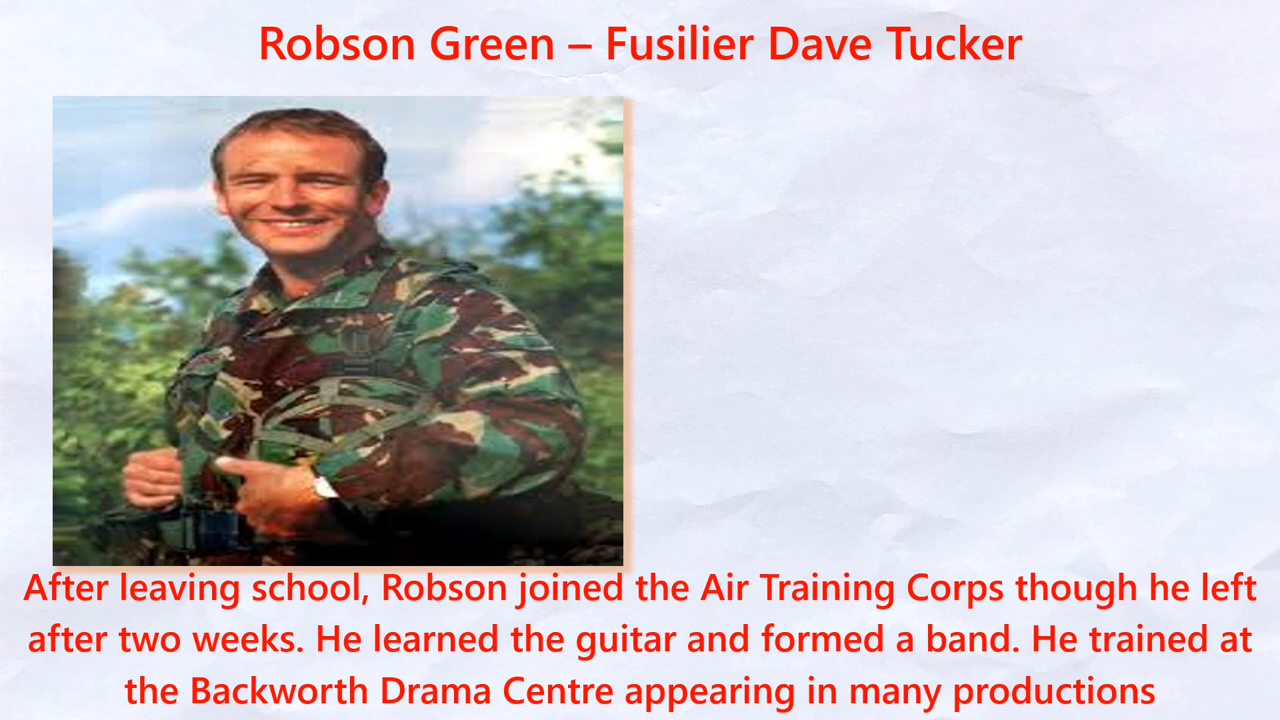 Robson Green – Fusilier Dave Tucker
After leaving school, Robson joined the Air Training Corps though he left
after two weeks. He learned the guitar and formed a band. He trained at
the Backworth Drama Centre appearing in many productions